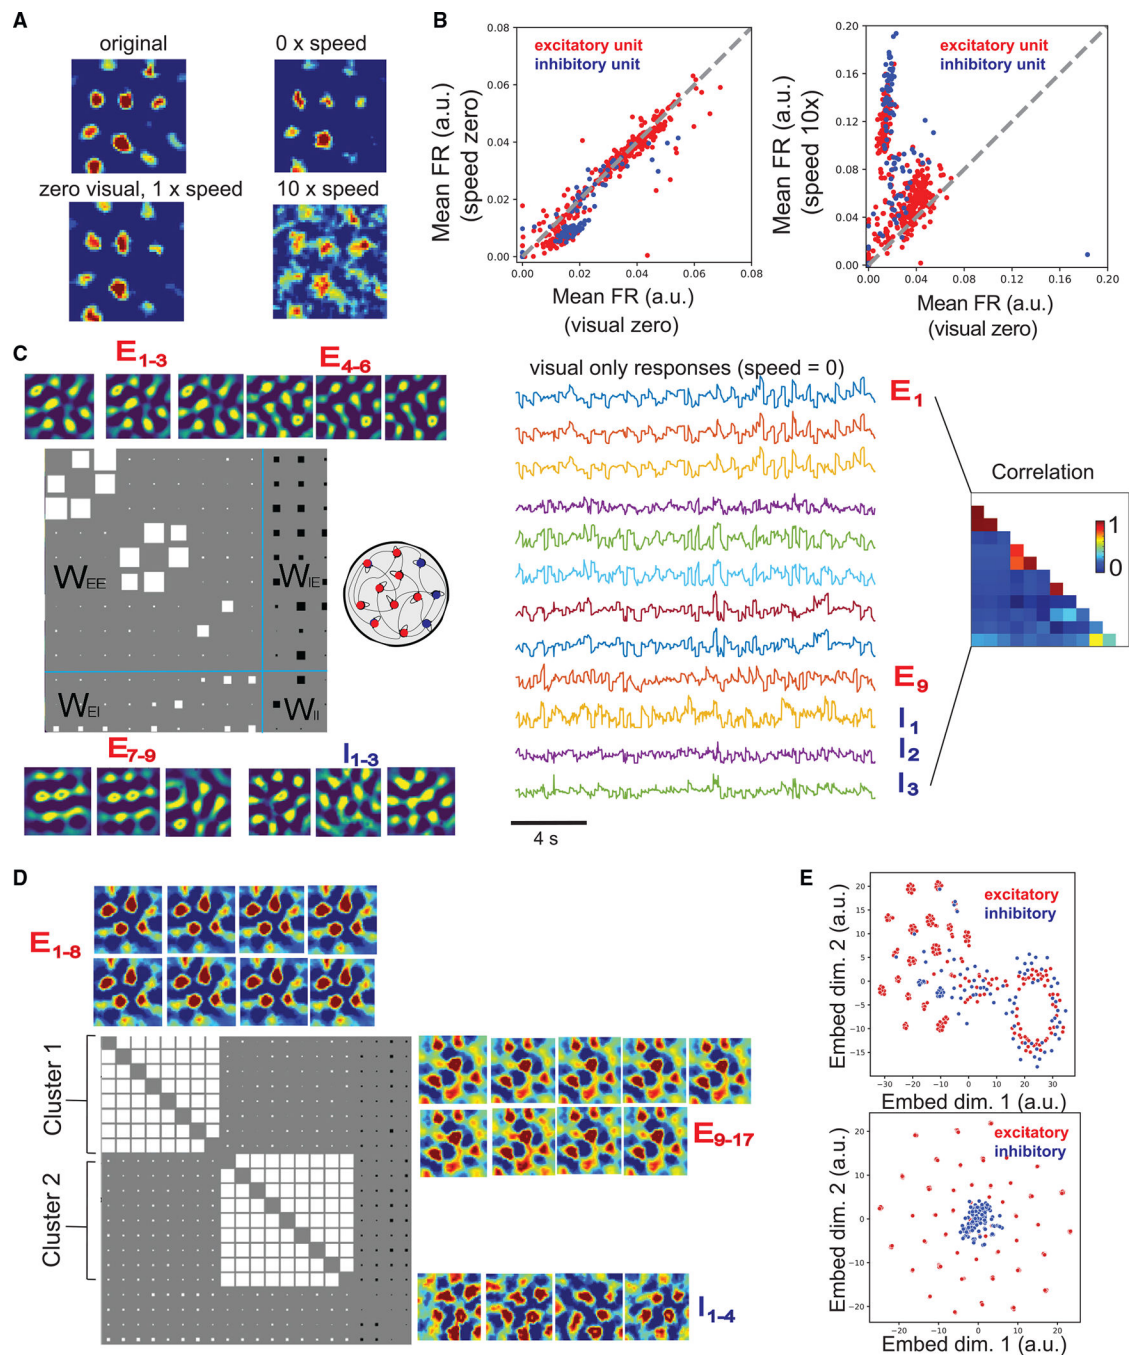 A
original
0 x speed
zero visual, 1 x speed
10 x speed
B
excitatory unit
inhibitory unit
Mean FR (a.u.)
(speed zero)
0.08
0.06
0.04
0.02
0.00
0.00 0.02 0.04 0.06 0.08
Mean FR (a.u.)
(visual zero)
excitatory unit
inhibitory unit
Mean FR (a.u.)
(speed 10x)
0.20
0.16
0.12
0.08
0.04
0.00
0.00 0.04 0.08 0.12 0.16 0.20
Mean FR (a.u.)
(visual zero)
C
E1-3
E4-6
WEE
WIE
WEI
WII
E7-9
I1-3
visual only responses (speed = 0)
E1
E9
I1
I2
I3
4 s
Correlation
1
0
D
E1-8
Cluster 1
Cluster 2
E9-17
I1-4
E
excitatory
inhibitory
Embed dim. 2 (a.u.)
20
15
10
5
0
−5
−10
−15
−30 −20 −10 0 10 20 30
Embed dim. 1 (a.u.)
excitatory
inhibitory
Embed dim. 2 (a.u)
20
10
0
−10
−20
−20 −10 0 10 20
Embed dim. 1 (a.u.)